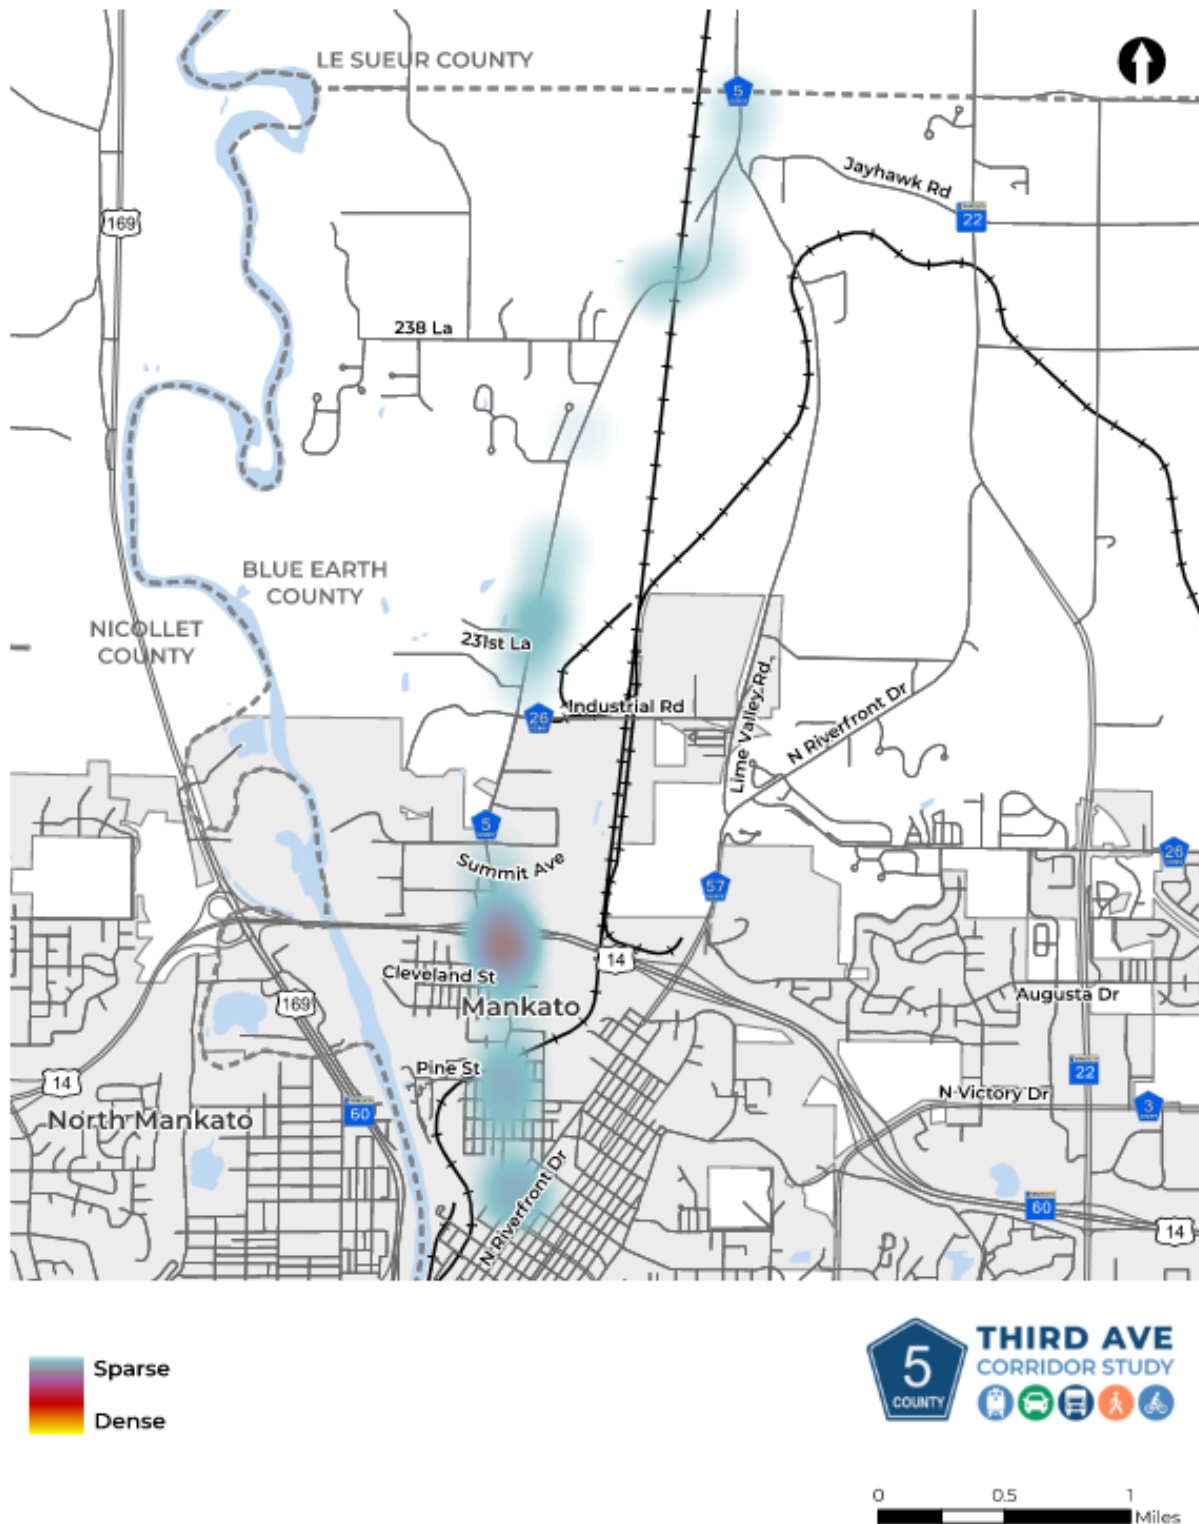 LE SUEUR COUNTY
5
Jayhawk Rd
169
22
238 La
BLUE EARTH
COUNTY
NICOLLET
COUNTY
231st La
Industrial Rd
26
Lime Valley Rd
N Riverfront Dr
5
Summit Ave
26
57
14
Cleveland St
Mankato
169
Augusta Dr
Pine St
14
22
N Victory Dr
3
North Mankato
60
N Riverfront Dr
60
14
Sparse
Dense
5
COUNTY
THIRD AVE
CORRIDOR STUDY
0 0.5 1
Miles